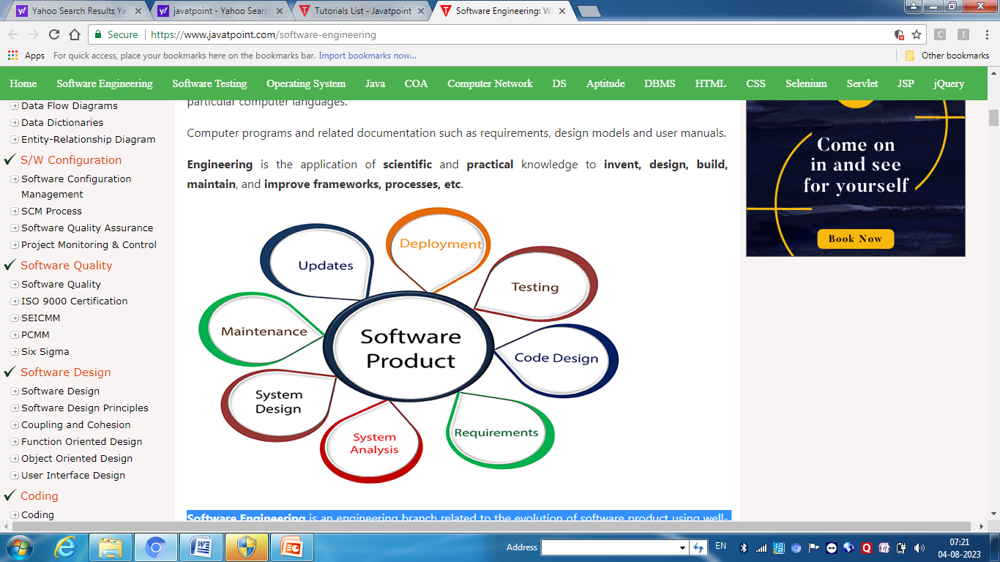 Yahoo Search Results Ya
javatpoint - Yahoo Searc
Tutorials List - Javatpoint
Software Engineering: W
Secure
https://www.javatpoint.com/software-engineering
Apps
For quick access, place your bookmarks here on the bookmarks bar. Import bookmarks now...
Other bookmarks
Home Software Engineering Software Testing Operating System Java COA Computer Network DS Aptitude DBMS HTML CSS Selenium Servlet JSP jQuery
Data Flow Diagrams
Data Dictionaries
Entity-Relationship Diagram
S/W Configuration
Software Configuration
Management
SCM Process
Software Quality Assurance
Project Monitoring & Control
Software Quality
Software Quality
ISO 9000 Certification
SEICMM
PCMM
Six Sigma
Software Design
Software Design
Software Design Principles
Coupling and Cohesion
Function Oriented Design
Object Oriented Design
User Interface Design
Coding
Coding
particular computer languages.
Computer programs and related documentation such as requirements, design models and user manuals.
Engineering is the application of scientific and practical knowledge to invent, design, build,
maintain, and improve frameworks, processes, etc.
Deployment
Updates
Testing
Maintenance
Software
Product
Code Design
System
Design
System
Analysis
Requirements
Software Engineering is an engineering branch related to the evolution of software product using well-
Come on
in and see
for yourself
Book Now
Address
EN
07:21
04-08-2023